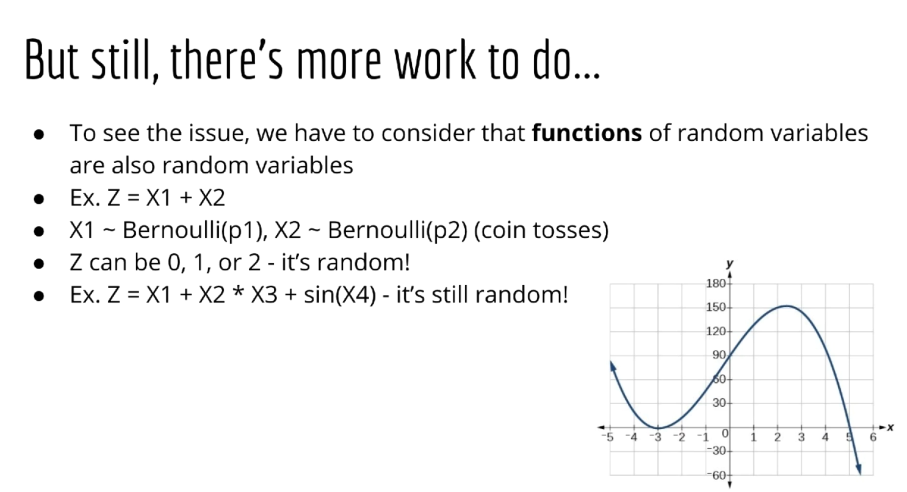 But still, there's more work to do...
● To see the issue, we have to consider that functions of random variables
are also random variables
● Ex. Z = X1 + X2
● X1 ~ Bernoulli(p1), X2 ~ Bernoulli(p2) (coin tosses)
● Z can be 0, 1, or 2 - it's random!
● Ex. Z = X1 + X2 * X3 + sin(X4) - it's still random!
y
180
150
120
90
60
30
-5 -4 -3 -2 -1 0 1 2 3 4 5 6 x
-30
-60